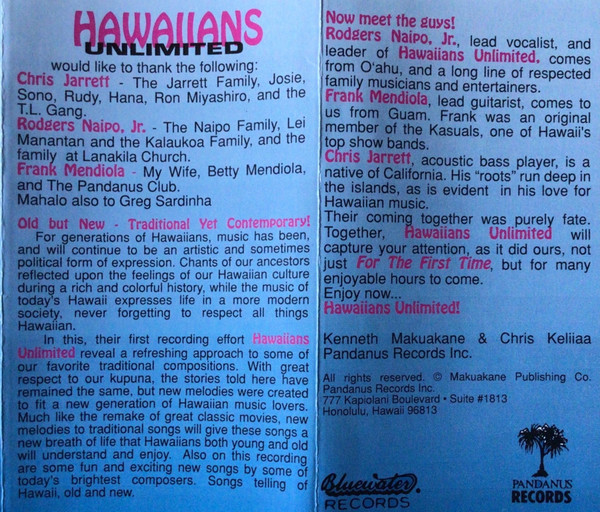 HAWAIIANS
UNLIMITED
would like to thank the following:
Chris Jarrett - The Jarrett Family, Josie,
Sono, Rudy, Hana, Ron Miyashiro, and the
T.L. Gang.
Rodgers Naipo, Jr. - The Naipo Family, Lei
Manantan and the Kalaukoa Family, and the
family at Lanakila Church.
Frank Mendiola - My Wife, Betty Mendiola,
and The Pandanus Club.
Mahalo also to Greg Sardinha
Old but New - Traditional Yet Contemporary!
For generations of Hawaiians, music has been,
and will continue to be an artistic and sometimes
political form of expression. Chants of our ancestors
reflected upon the feelings of our Hawaiian culture
during a rich and colorful history, while the music of
today's Hawaii expresses life in a more modern
society, never forgetting to respect all things
Hawaiian.
In this, their first recording effort Hawaiians
Unlimited reveal a refreshing approach to some of
our favorite traditional compositions. With great
respect to our kupuna, the stories told here have
remained the same, but new melodies were created
to fit a new generation of Hawaiian music lovers.
Much like the remake of great classic movies, new
melodies to traditional songs will give these songs a
new breath of life that Hawaiians both young and old
will understand and enjoy. Also on this recording
are some fun and exciting new songs by some of
today's brightest composers. Songs telling of
Hawaii, old and new.
Now meet the guys!
Rodgers Naipo, Jr., lead vocalist, and
leader of Hawaiians Unlimited, comes
from O'ahu, and a long line of respected
family musicians and entertainers.
Frank Mendiola, lead guitarist, comes to
us from Guam. Frank was an original
member of the Kasuals, one of Hawaii's
top show bands.
Chris Jarrett, acoustic bass player, is a
native of California. His "roots" run deep in
the islands, as is evident in his love for
Hawaiian music.
Their coming together was purely fate.
Together, Hawaiians Unlimited will
capture your attention, as it did ours, not
just For The First Time, but for many
enjoyable hours to come.
Enjoy now...
Hawaiians Unlimited!
Kenneth Makuakane & Chris Keliiaa
Pandanus Records Inc.
All rights reserved. © Makuakane Publishing Co.
Pandanus Records Inc.
777 Kapiolani Boulevard • Suite #1813
Honolulu, Hawaii 96813
Bluewater
RECORDS
PANDANUS
RECORDS